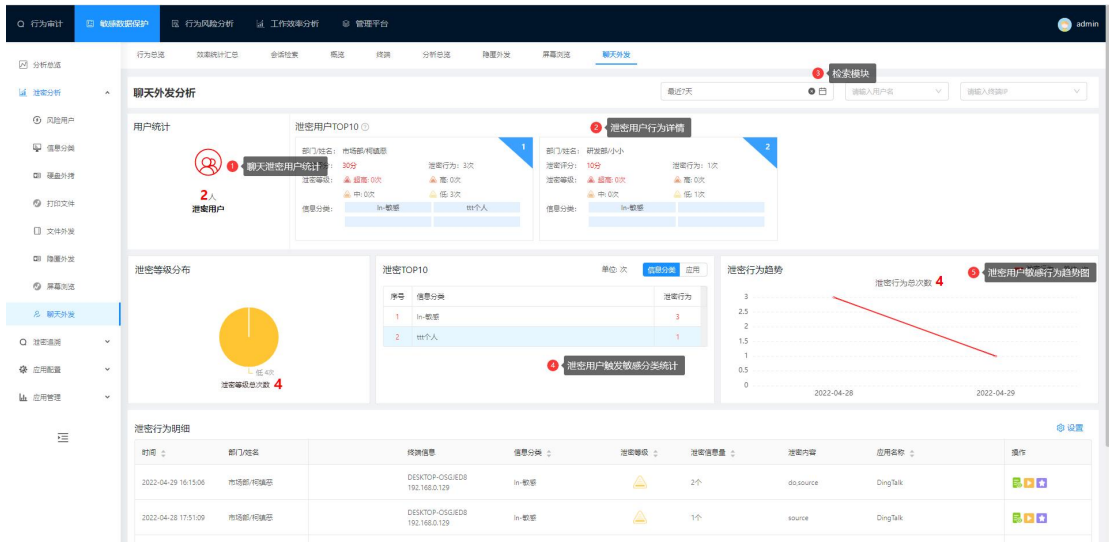 行为审计 敏感数据保护 行为风险分析 工作效率分析 管理平台 admin
行为总览 效率统计汇总 会话检索 概览 终端 分析总览 隐匿外发 屏幕浏览 聊天外发
分析总览
泄密分析
风险用户
信息分类
硬盘外拷
打印文件
文件外发
隐匿外发
屏幕浏览
聊天外发
泄密追溯
应用配置
应用管理
3 检索模块
聊天外发分析 最近7天 请输入用户名 请输入终端IP
用户统计
1 聊天泄密用户统计
2人
泄密用户
泄密用户TOP10
2 泄密用户行为详情
部门/姓名: 市场部/柯镇恶 1
30分 泄密行为: 3次
泄密等级: 超高: 0次 高: 0次
中: 0次 低: 3次
信息分类: ln-敏感 ttt个人
部门/姓名: 研发部/小小 2
泄密评分: 10分 泄密行为: 1次
泄密等级: 超高: 0次 高: 0次
中: 0次 低: 1次
信息分类: ln-敏感
泄密等级分布
低 4次
泄密等级总次数 4
泄密TOP10 单位: 次 信息分类 应用
序号 信息分类 泄密行为
1 ln-敏感 3
2 ttt个人 1
4 泄密用户触发敏感分类统计
泄密行为趋势
5 泄密用户敏感行为趋势图
泄密行为总次数 4
3
2.5
2
1.5
1
0.5
0
2022-04-28 2022-04-29
泄密行为明细 设置
时间 部门/姓名 终端信息 信息分类 泄密等级 泄密信息量 泄密内容 应用名称 操作
2022-04-29 16:15:06 市场部/柯镇恶 DESKTOP-OSGJED8 ln-敏感 2个 do,source DingTalk
192.168.0.129
2022-04-28 17:51:09 市场部/柯镇恶 DESKTOP-OSGJED8 ln-敏感 1个 source DingTalk
192.168.0.129